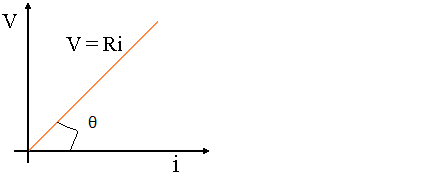 V
V = Ri
θ
i